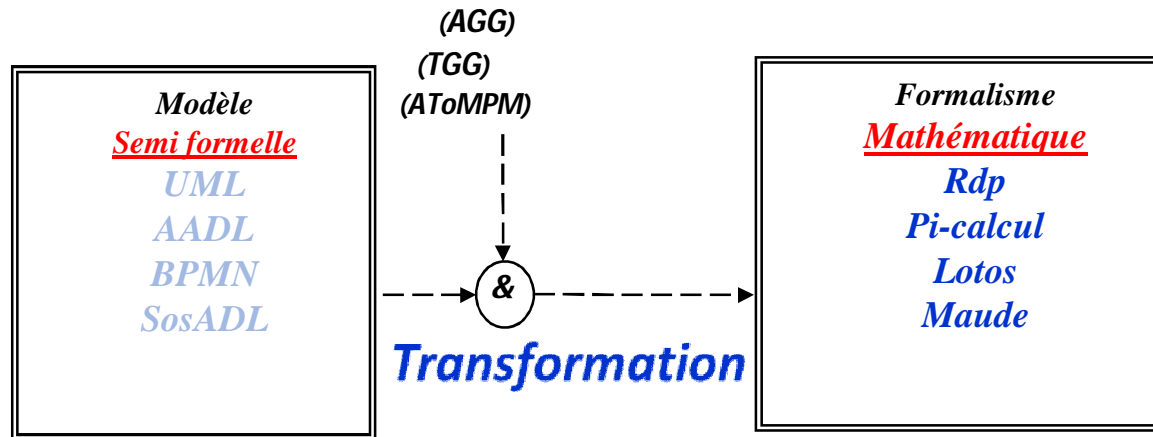 (AGG)
(TGG)
(AToMPM)
Modèle
Semi formelle
UML
AADL
BPMN
SosADL
&
Transformation
Formalisme
Mathématique
Rdp
Pi-calcul
Lotos
Maude